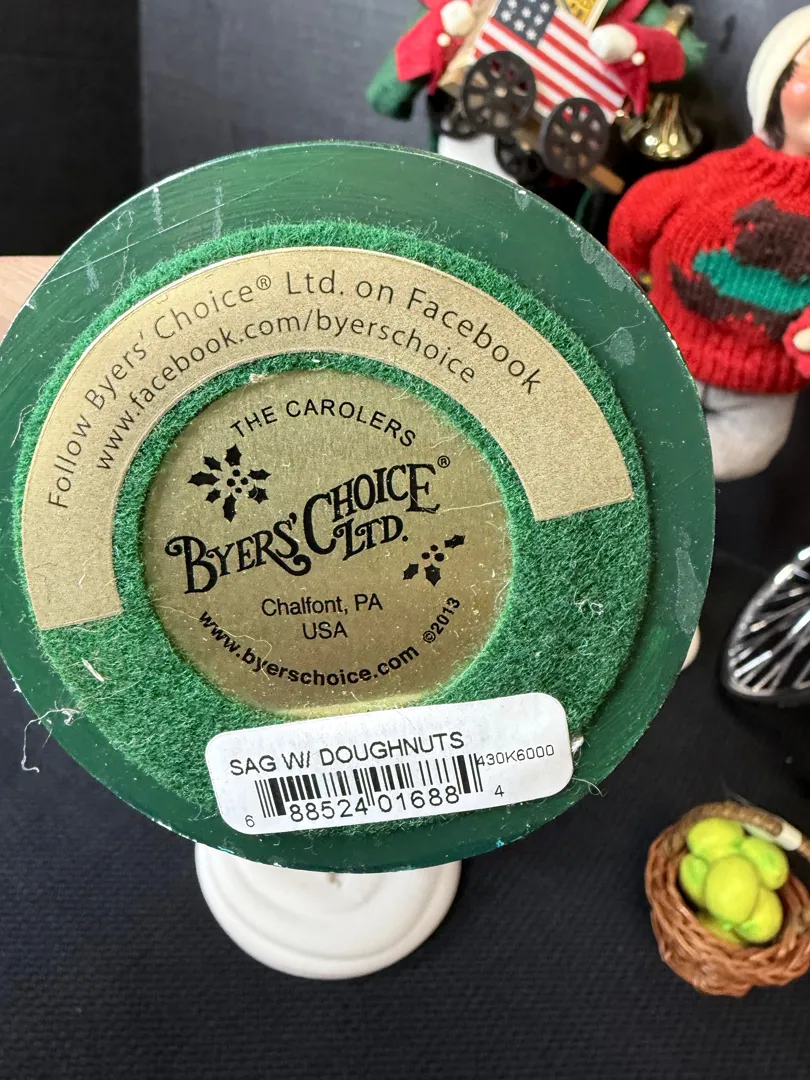 Follow Byers' Choice® Ltd. on Facebook
www.facebook.com/byerschoice
THE CAROLERS
BYERS' CHOICE®
LTD.
Chalfont, PA
USA
www.byerschoice.com ©2013
SAG W/ DOUGHNUTS
430K6000
6 88524 01688 4